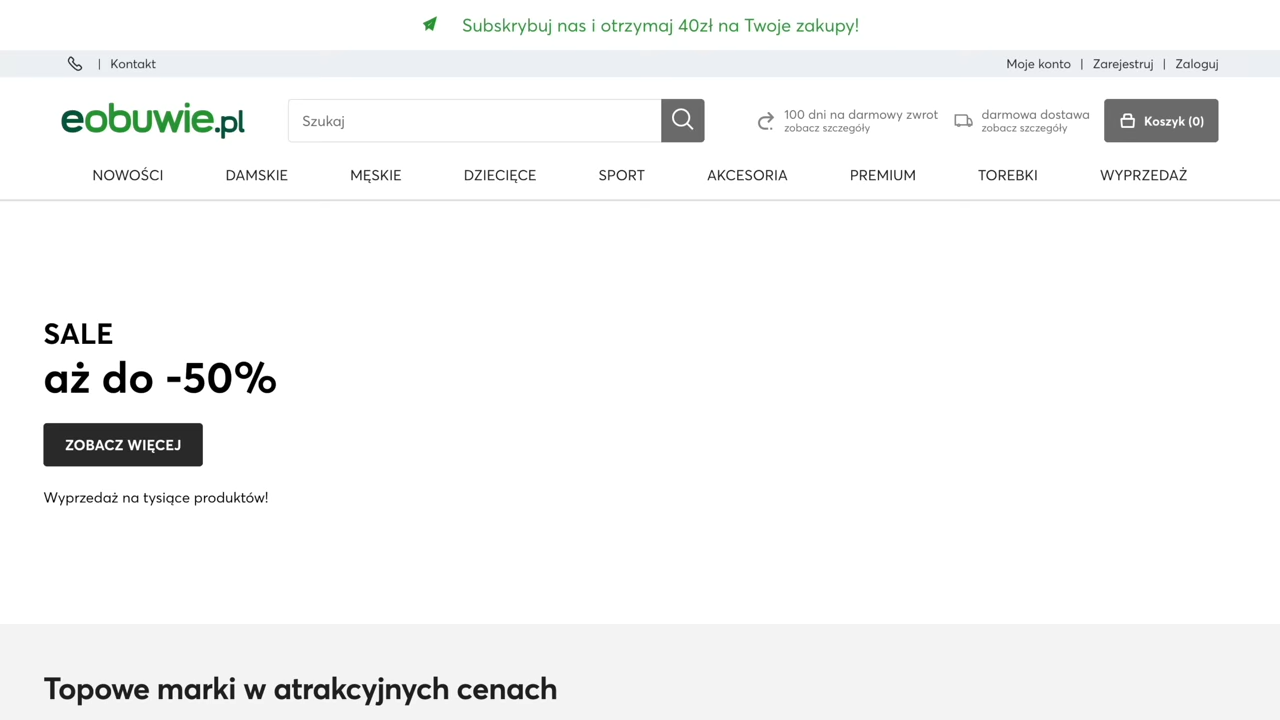 Subskrybuj nas i otrzymaj 40zł na Twoje zakupy!
| Kontakt
Moje konto | Zarejestruj | Zaloguj
eobuwie.pl
Szukaj
100 dni na darmowy zwrot
zobacz szczegóły
darmowa dostawa
zobacz szczegóły
Koszyk (0)
NOWOŚCI DAMSKIE MĘSKIE DZIECIĘCE SPORT AKCESORIA PREMIUM TOREBKI WYPRZEDAŻ
SALE
aż do -50%
ZOBACZ WIĘCEJ
Wyprzedaż na tysiące produktów!
Topowe marki w atrakcyjnych cenach